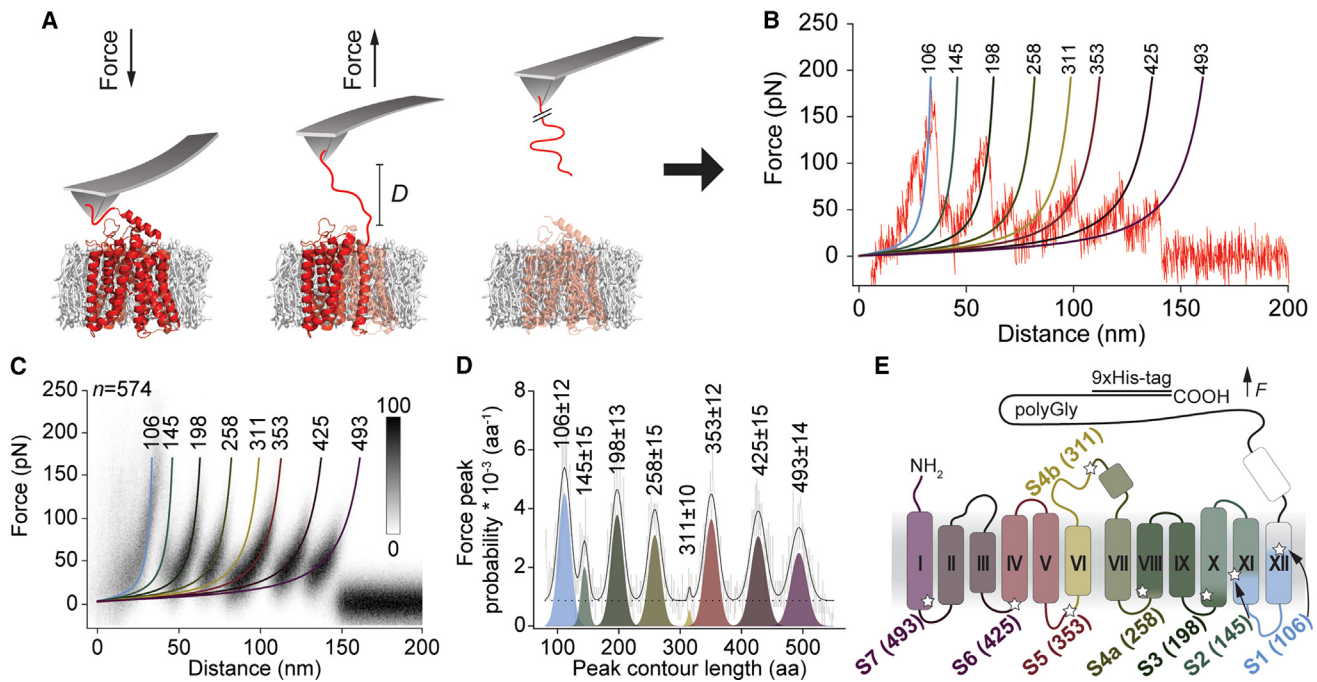 A
Force
Force
D
B
Force (pN)
250
200
150
100
50
0
106
145
198
258
311
353
425
493
0
50
100
150
200
Distance (nm)
C
n=574
Force (pN)
250
200
150
100
50
0
106
145
198
258
311
353
425
493
100
0
0
50
100
150
200
Distance (nm)
D
Force peak
probability * 10⁻³ (aa⁻¹)
8
6
4
2
0
106±12
145±15
198±13
258±15
311±10
353±12
425±15
493±14
100
200
300
400
500
Peak contour length (aa)
E
9xHis-tag
COOH
F
polyGly
NH₂
S4b (311)
I
II
III
IV
V
VI
VII
VIII
IX
X
XI
XII
S7 (493)
S6 (425)
S5 (353)
S4a (258)
S3 (198)
S2 (145)
S1 (106)